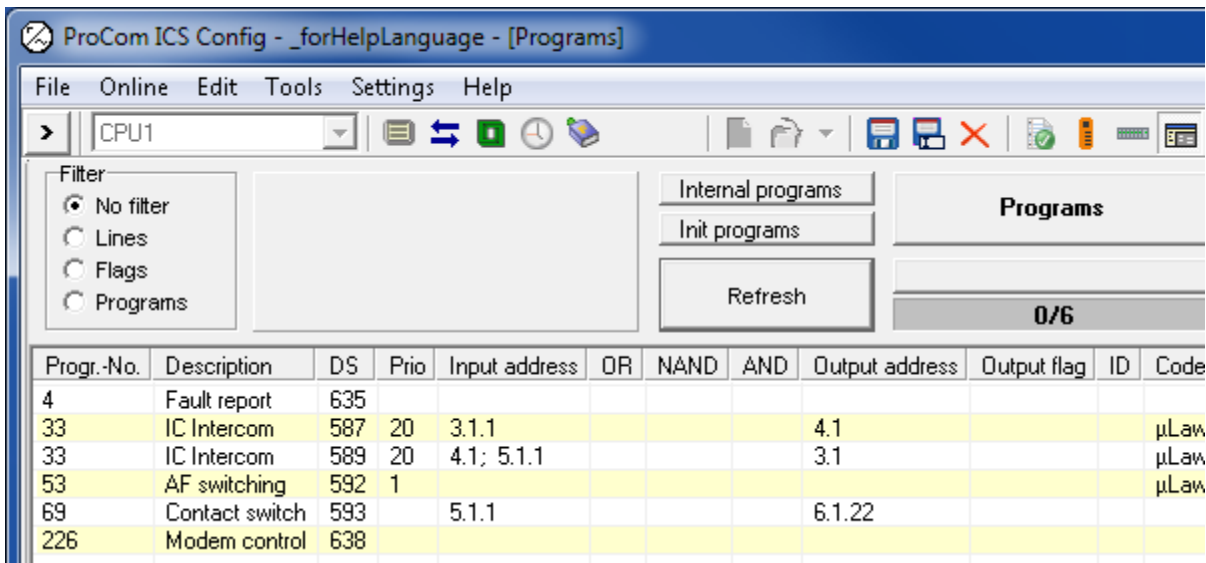 ProCom ICS Config - _forHelpLanguage - [Programs]
File Online Edit Tools Settings Help
> CPU1
Filter
No filter
Lines
Flags
Programs
Internal programs
Init programs
Refresh
Programs
0/6
Progr.-No. Description DS Prio Input address OR NAND AND Output address Output flag ID Code
4 Fault report 635
33 IC Intercom 587 20 3.1.1 4.1 µLaw
33 IC Intercom 589 20 4.1; 5.1.1 3.1 µLaw
53 AF switching 592 1 µLaw
69 Contact switch 593 5.1.1 6.1.22
226 Modem control 638